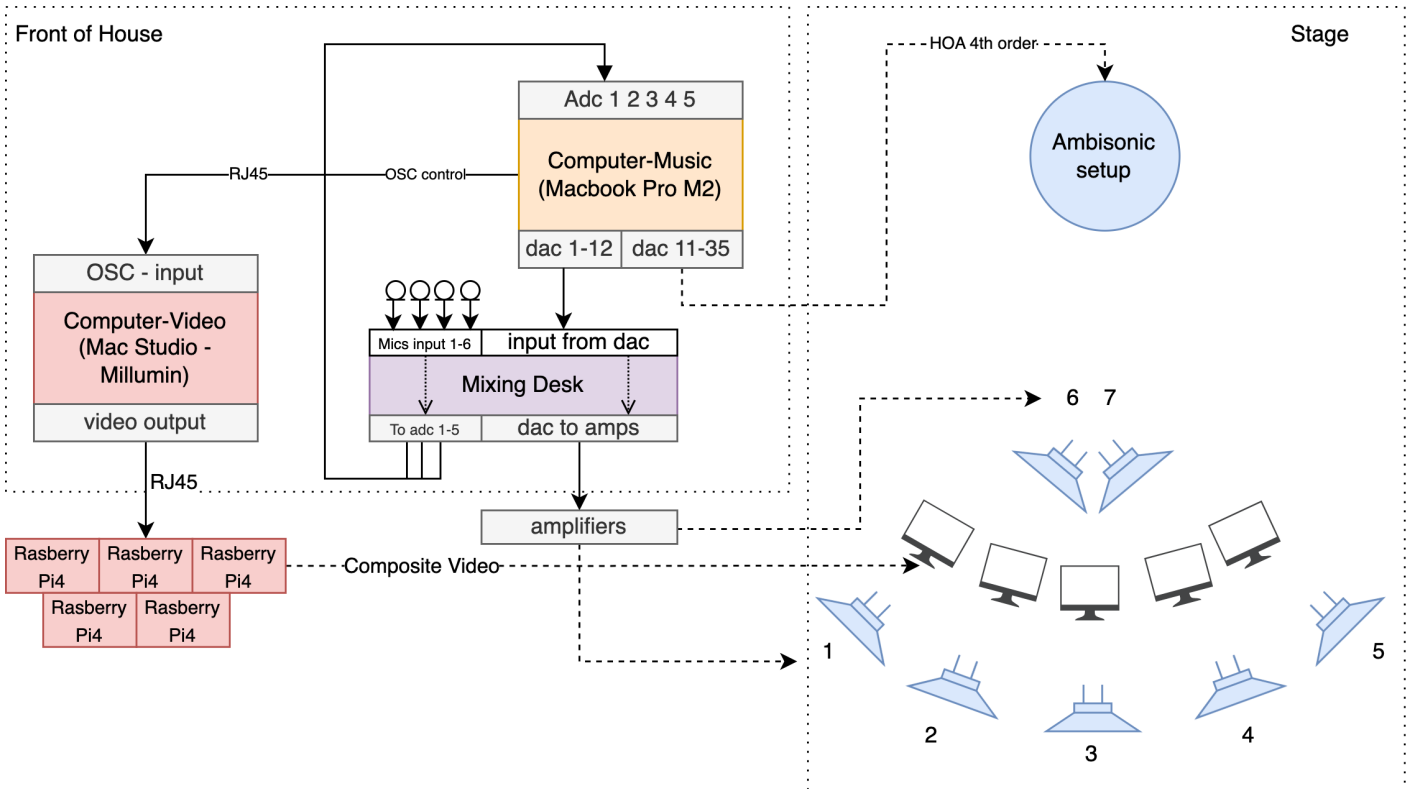 Front of House
Stage
HOA 4th order
Adc 1 2 3 4 5
Computer-Music
(Macbook Pro M2)
dac 1-12
dac 11-35
Ambisonic
setup
RJ45
OSC control
OSC - input
Computer-Video
(Mac Studio -
Millumin)
video output
Mics input 1-6
input from dac
Mixing Desk
To adc 1-5
dac to amps
RJ45
amplifiers
Rasberry
Pi4
Rasberry
Pi4
Rasberry
Pi4
Rasberry
Pi4
Rasberry
Pi4
Composite Video
6
7
1
2
3
4
5